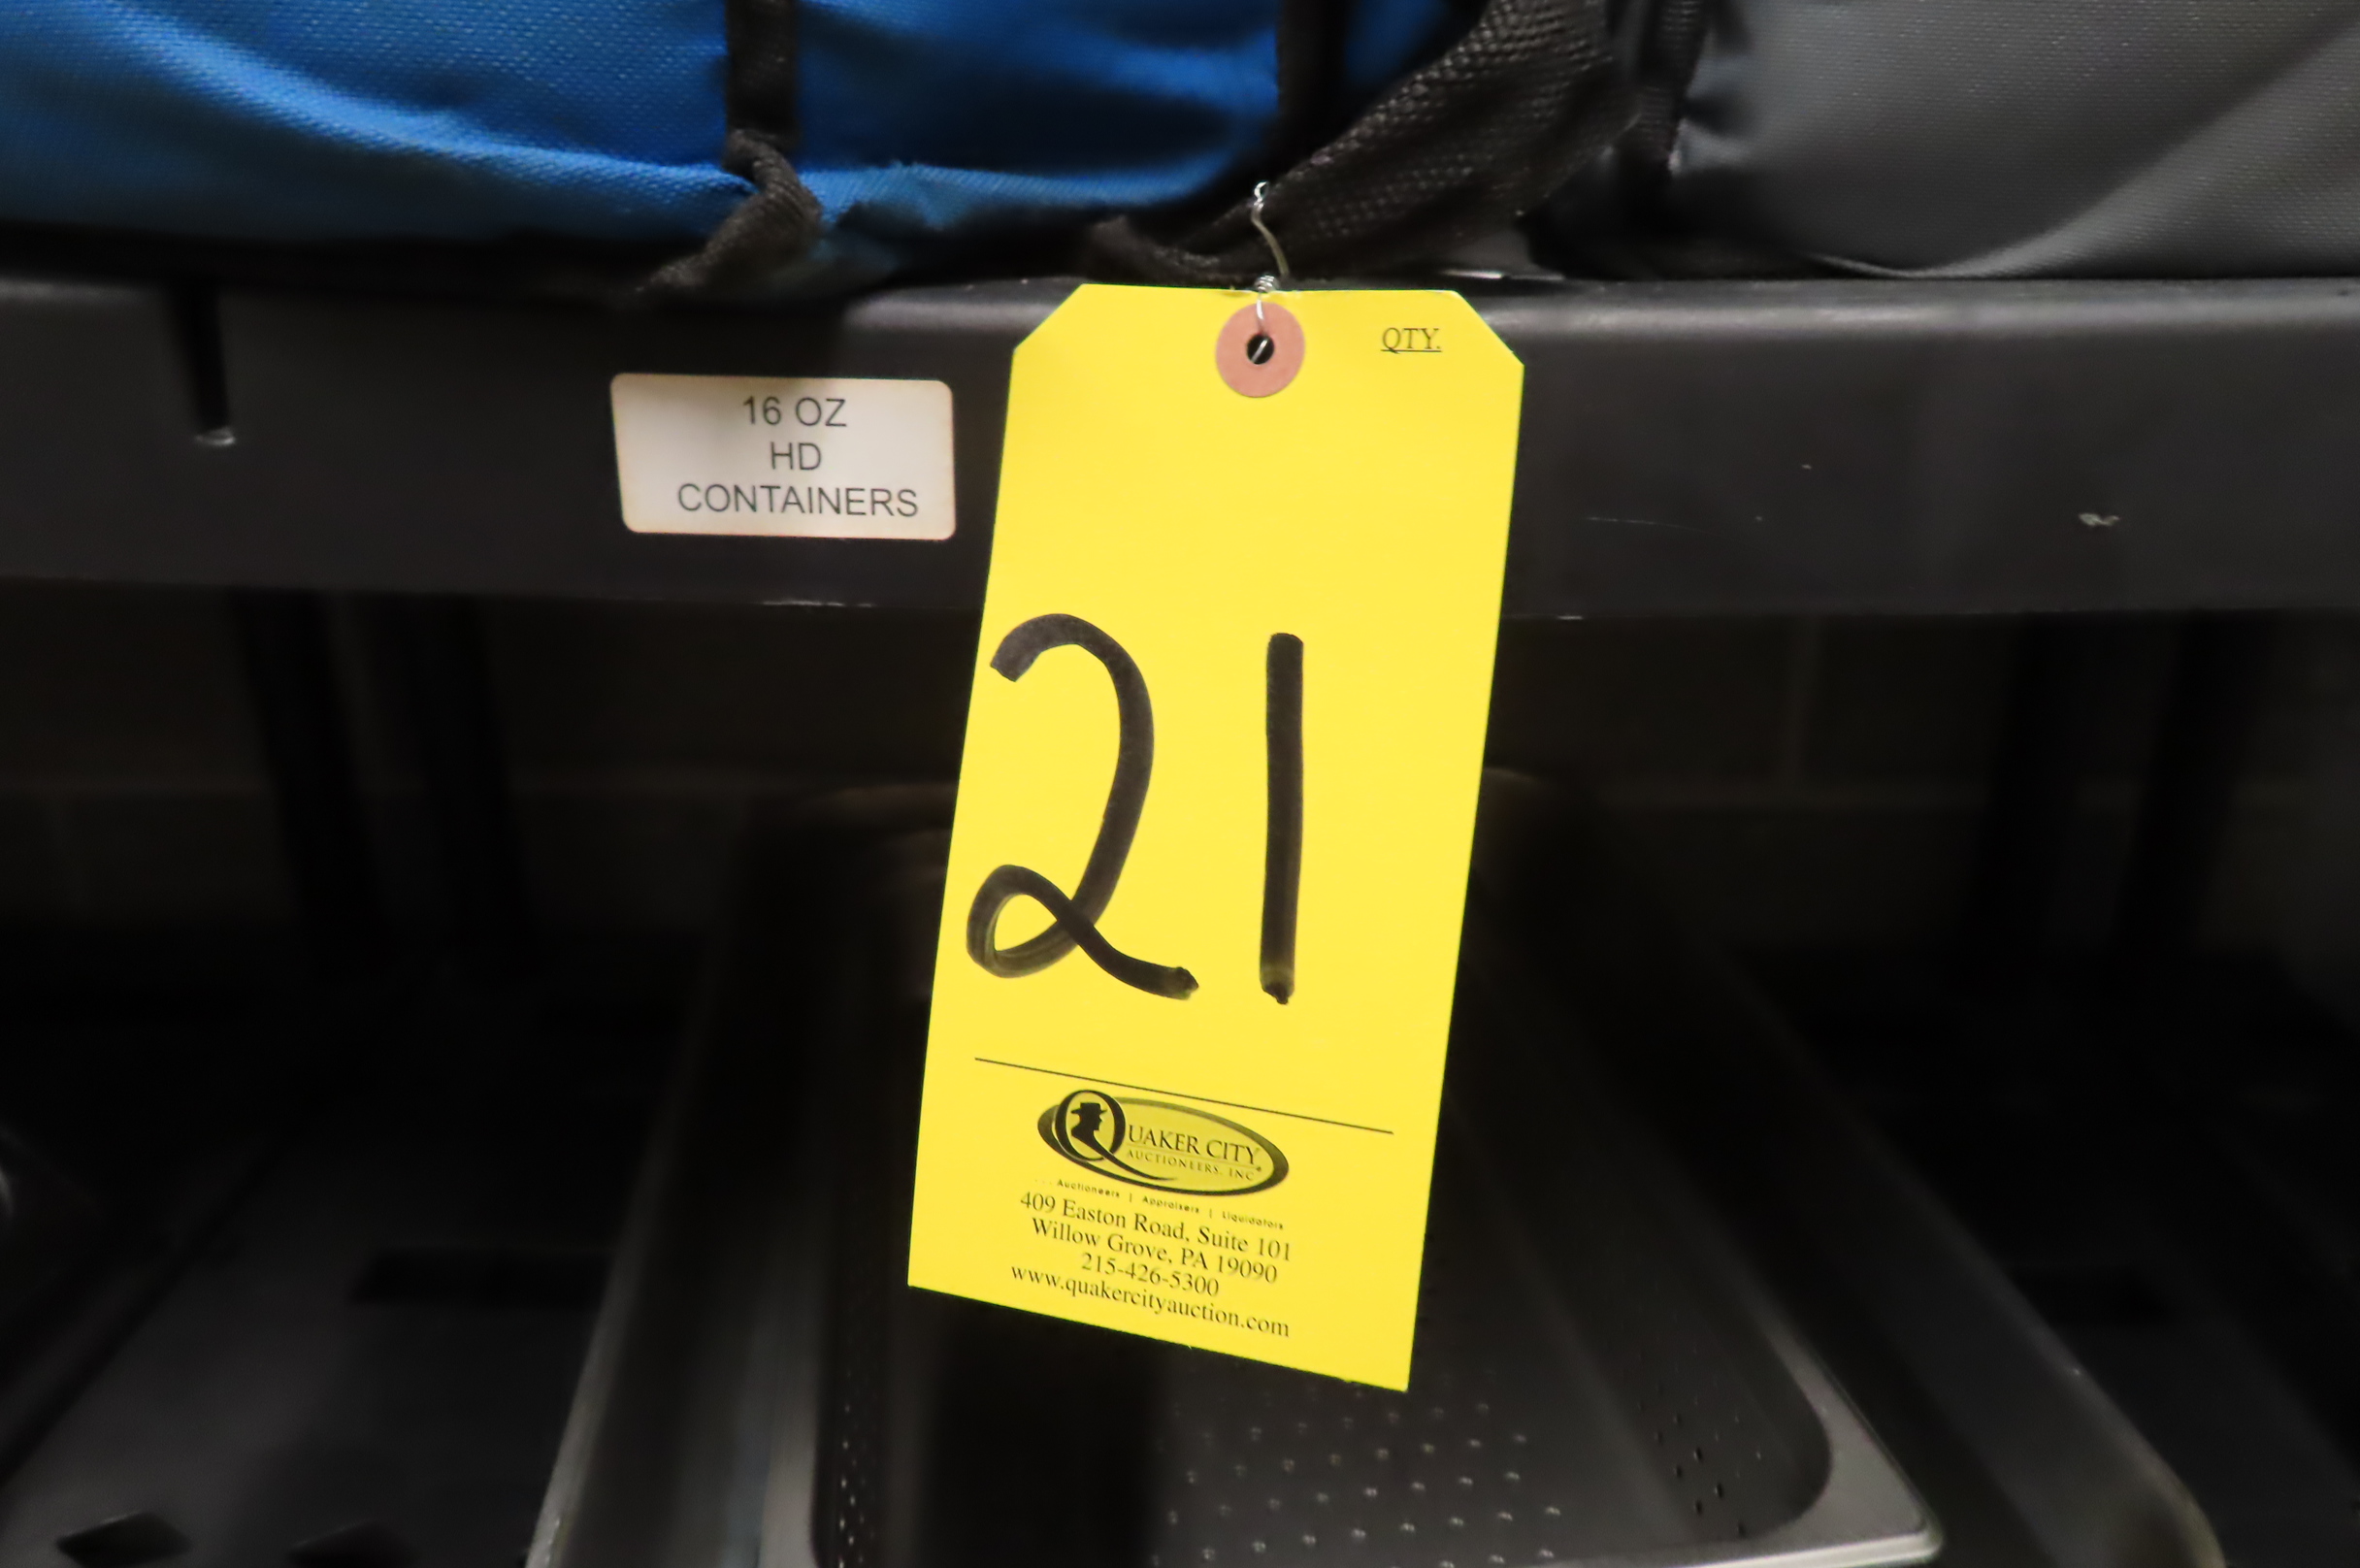 16 OZ
HD
CONTAINERS
QTY.
21
QUAKER CITY
AUCTIONEERS, INC
Auctioneers | Appraisers | Liquidators
409 Easton Road, Suite 101
Willow Grove, PA 19090
215-426-5300
www.quakercityauction.com